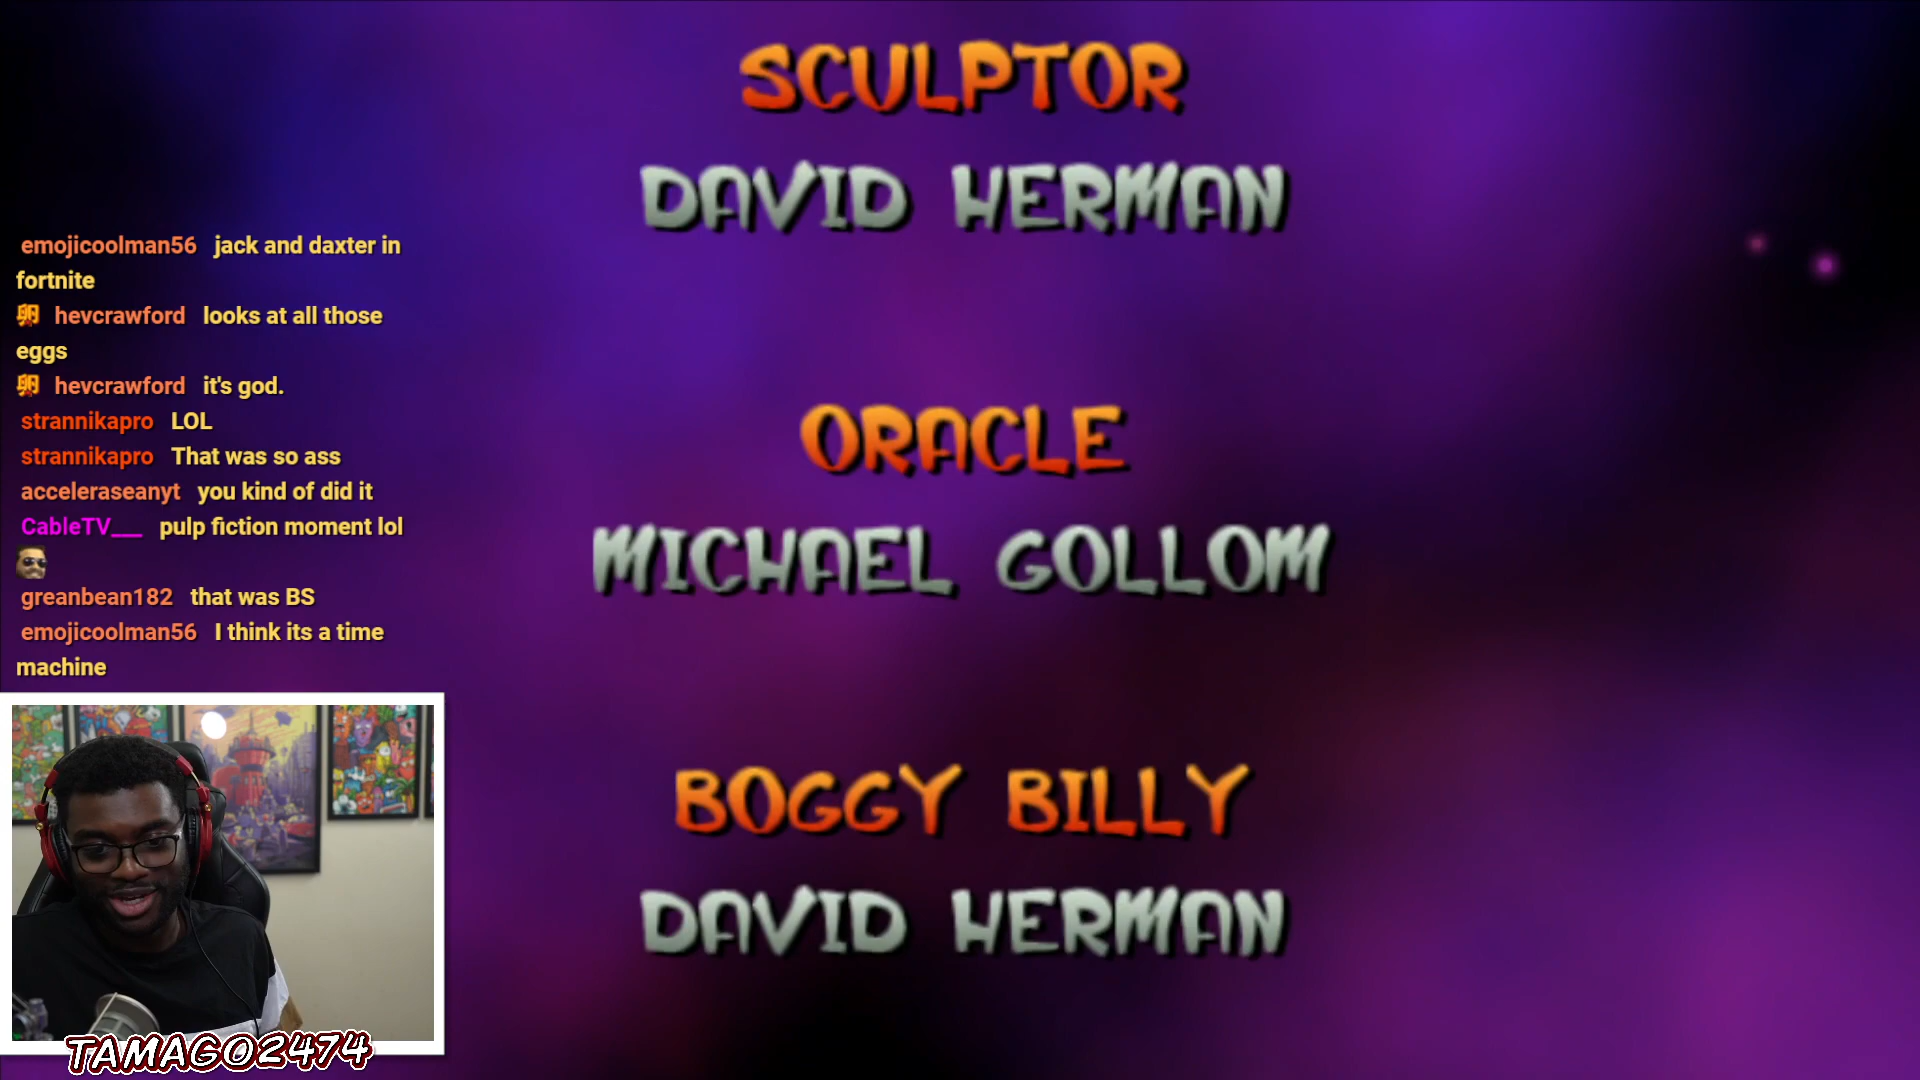 SCULPTOR
DAVID HERMAN
ORACLE
MICHAEL GOLLOM
BOGGY BILLY
DAVID HERMAN
emojicoolman56 jack and daxter in
fortnite
卵 hevcrawford looks at all those
eggs
卵 hevcrawford it's god.
strannikapro LOL
strannikapro That was so ass
acceleraseanyt you kind of did it
CableTV___ pulp fiction moment lol
greanbean182 that was BS
emojicoolman56 I think its a time
machine
TAMAGO2474